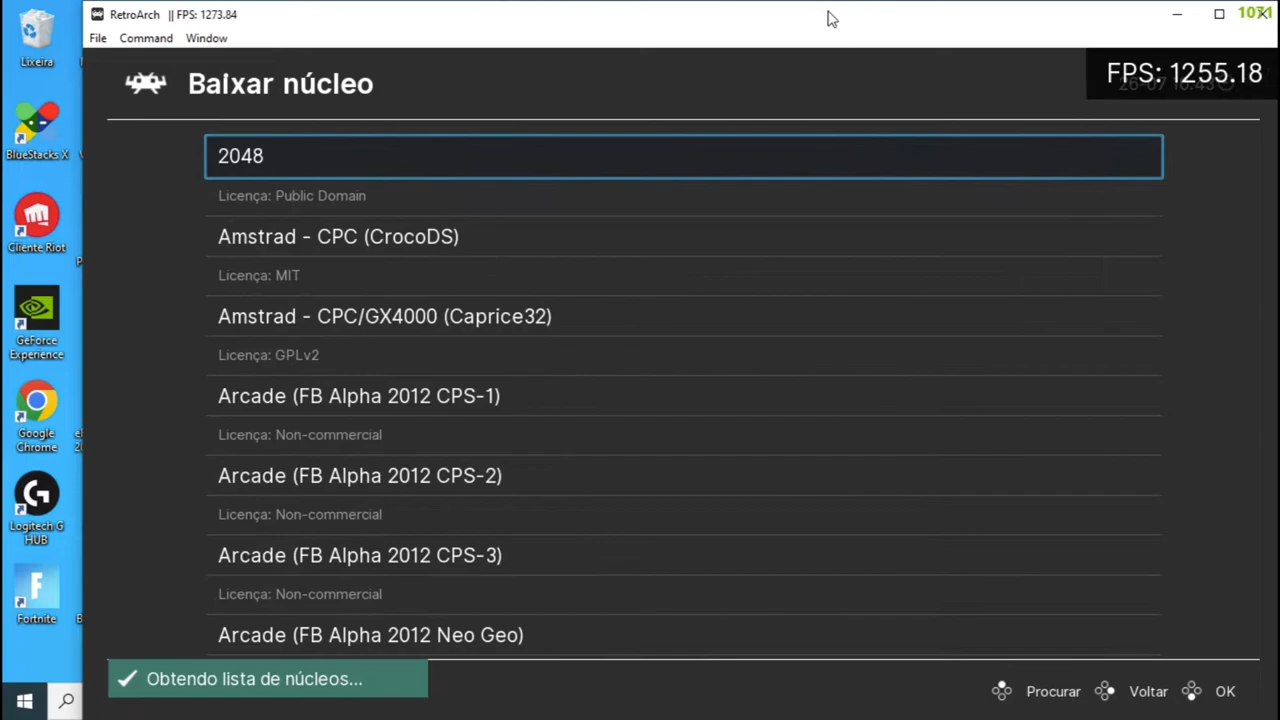 RetroArch || FPS: 1273.84
1071
File Command Window
Lixeira
BlueStacks X
Cliente Riot
GeForce
Experience
Google
Chrome
Logitech G
HUB
Fortnite
Baixar núcleo
FPS: 1255.18
2048
Licença: Public Domain
Amstrad - CPC (CrocoDS)
Licença: MIT
Amstrad - CPC/GX4000 (Caprice32)
Licença: GPLv2
Arcade (FB Alpha 2012 CPS-1)
Licença: Non-commercial
Arcade (FB Alpha 2012 CPS-2)
Licença: Non-commercial
Arcade (FB Alpha 2012 CPS-3)
Licença: Non-commercial
Arcade (FB Alpha 2012 Neo Geo)
Obtendo lista de núcleos...
Procurar Voltar OK